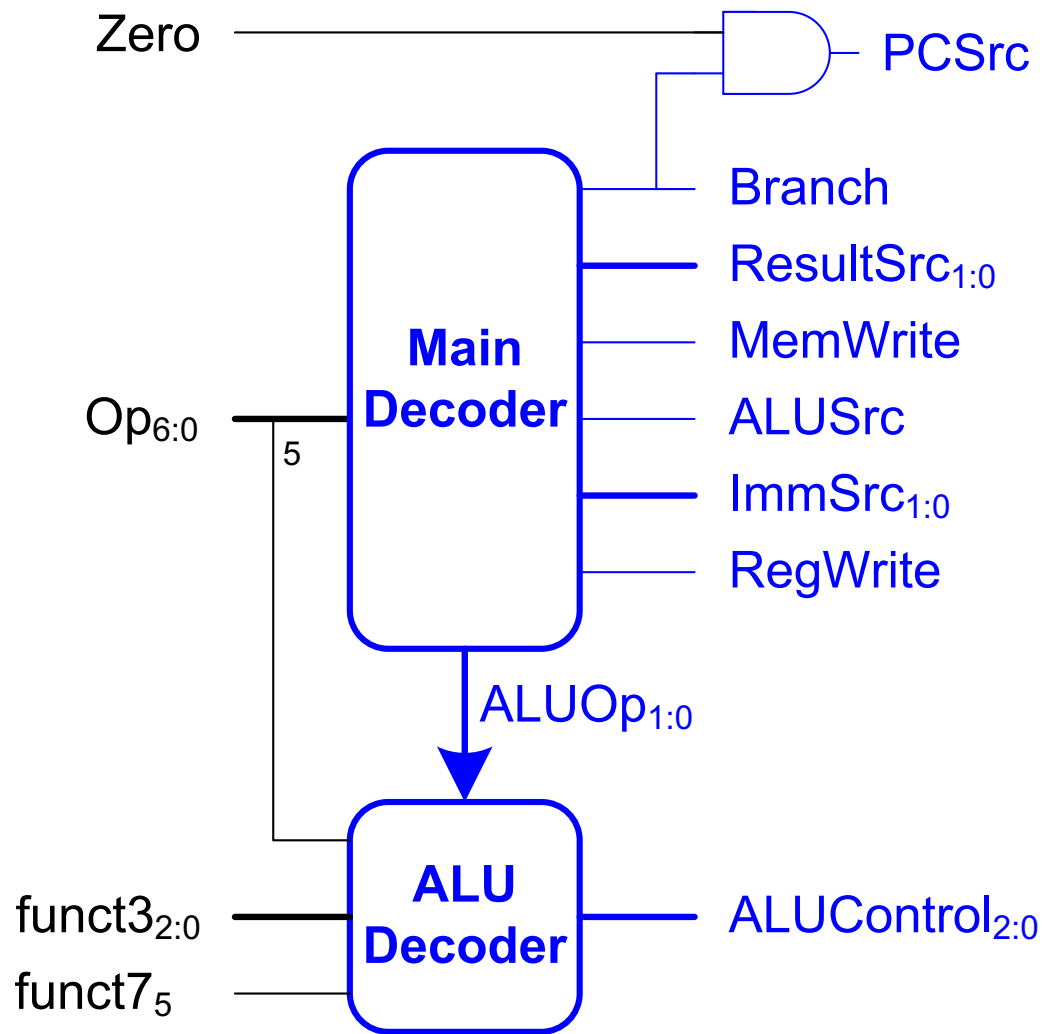 Zero
PCSrc
Branch
ResultSrc1:0
MemWrite
Main
Decoder
Op6:0
5
ALUSrc
ImmSrc1:0
RegWrite
ALUOp1:0
ALU
Decoder
funct32:0
ALUControl2:0
funct75